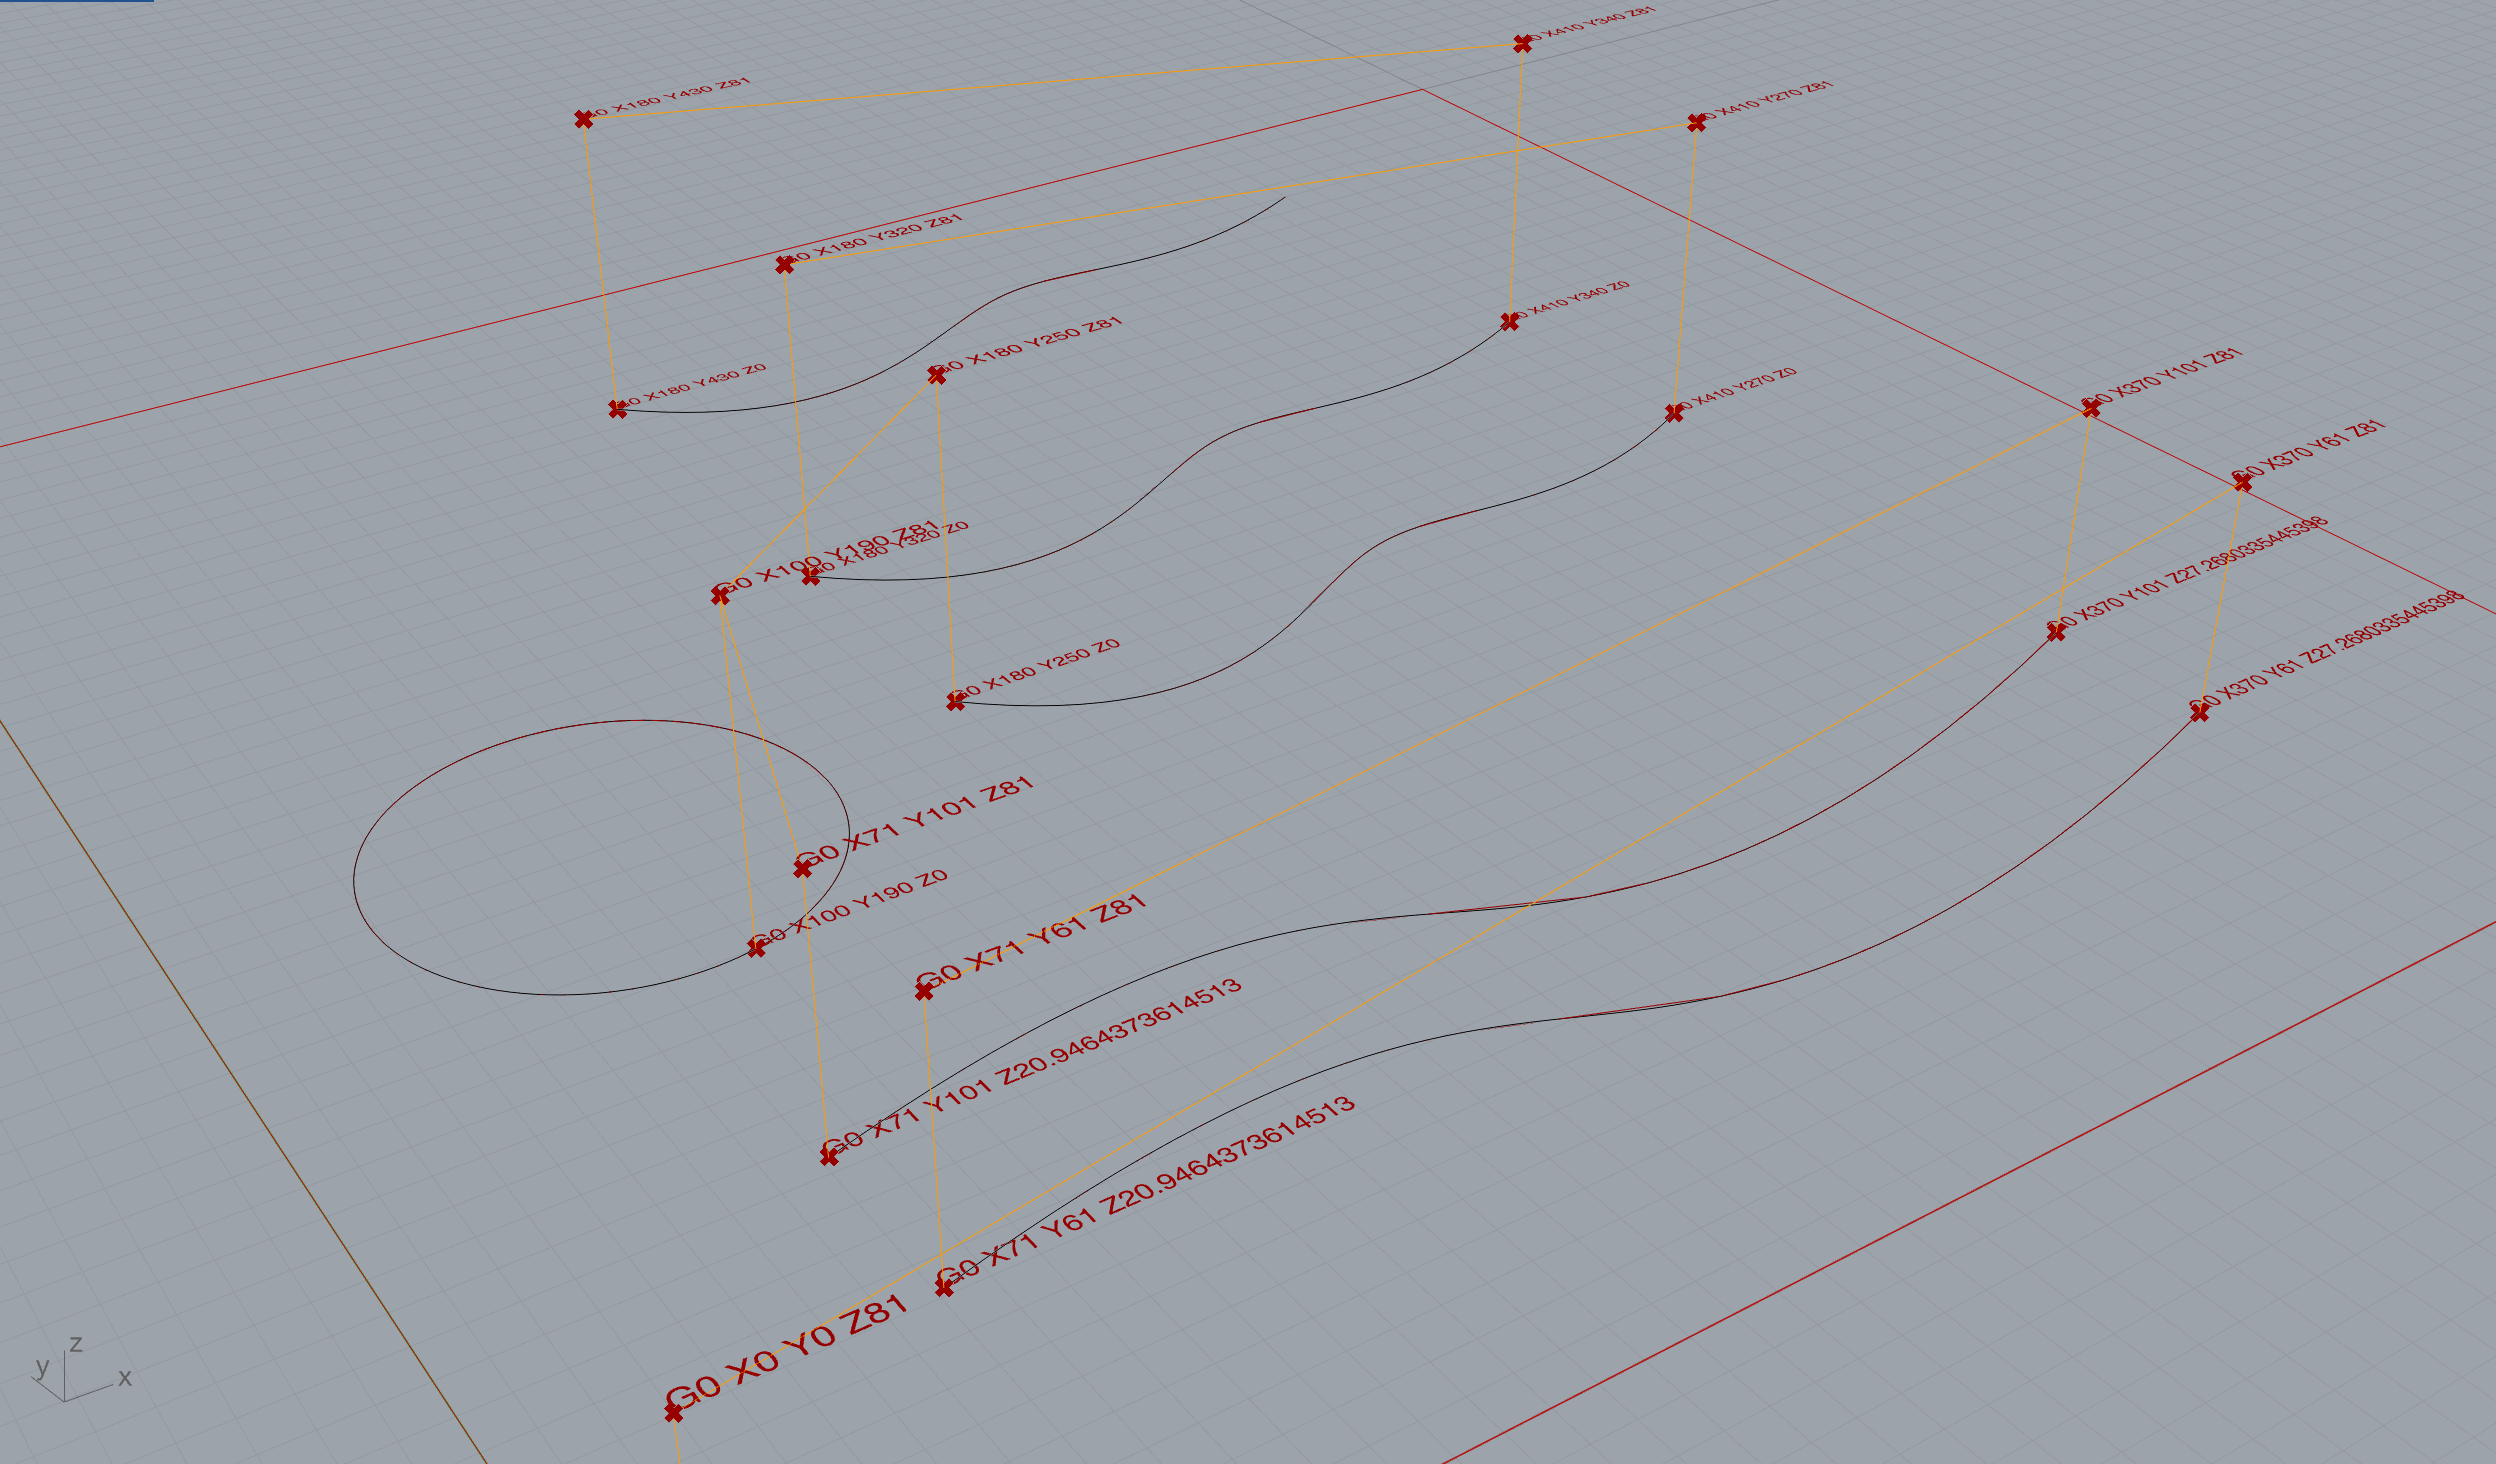 G0 X410 Y340 Z81
G0 X180 Y430 Z81
G0 X410 Y270 Z81
G0 X180 Y320 Z81
G0 X410 Y340 Z0
G0 X180 Y250 Z81
G0 X370 Y101 Z81
G0 X180 Y430 Z0
G0 X410 Y270 Z0
G0 X370 Y61 Z81
G0 X100 Y190 Z81
G0 X180 Y320 Z0
G0 X370 Y101 Z27.2680335445398
G0 X180 Y250 Z0
G0 X370 Y61 Z27.2680335445398
G0 X71 Y101 Z81
G0 X100 Y190 Z0
G0 X71 Y61 Z81
G0 X71 Y101 Z20.9464373614513
G0 X71 Y61 Z20.9464373614513
G0 X0 Y0 Z81
z
y
x